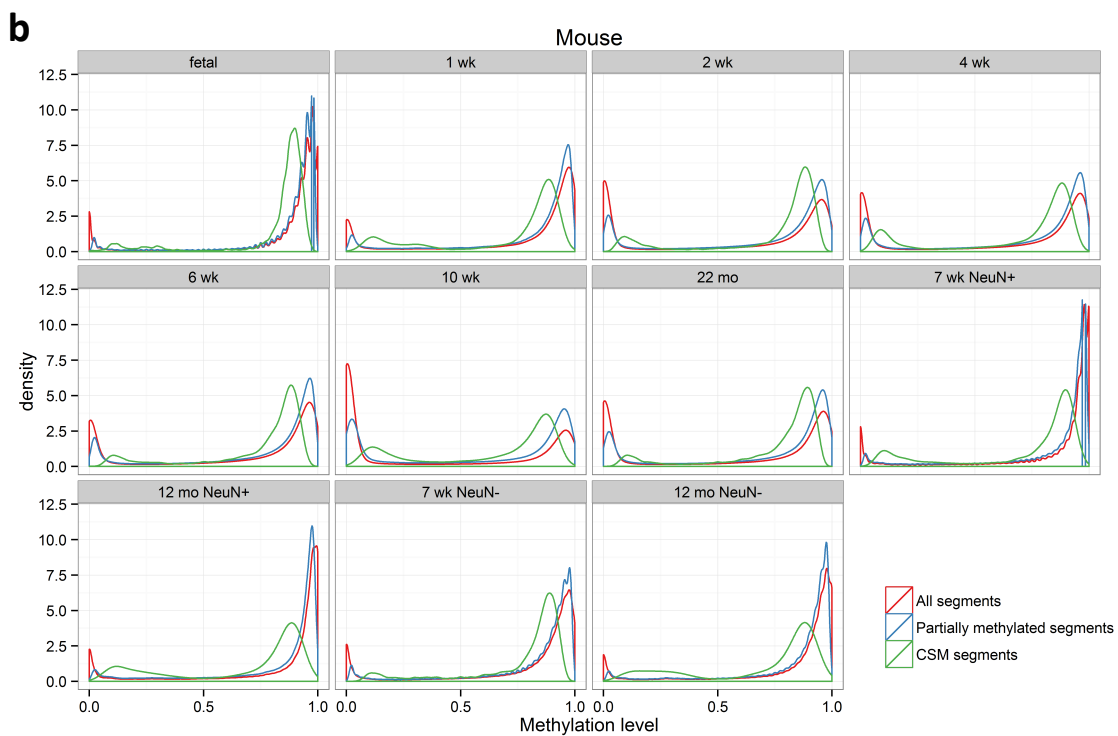 b
Mouse
fetal 1 wk 2 wk 4 wk
12.5
10.0
7.5
5.0
2.5
0.0
6 wk 10 wk 22 mo 7 wk NeuN+
12.5
10.0
7.5
5.0
2.5
0.0
density
12 mo NeuN+ 7 wk NeuN- 12 mo NeuN-
12.5
10.0
7.5
5.0
2.5
0.0
0.0 0.5 1.0 0.0 0.5 1.0 0.0 0.5 1.0
Methylation level
All segments
Partially methylated segments
CSM segments